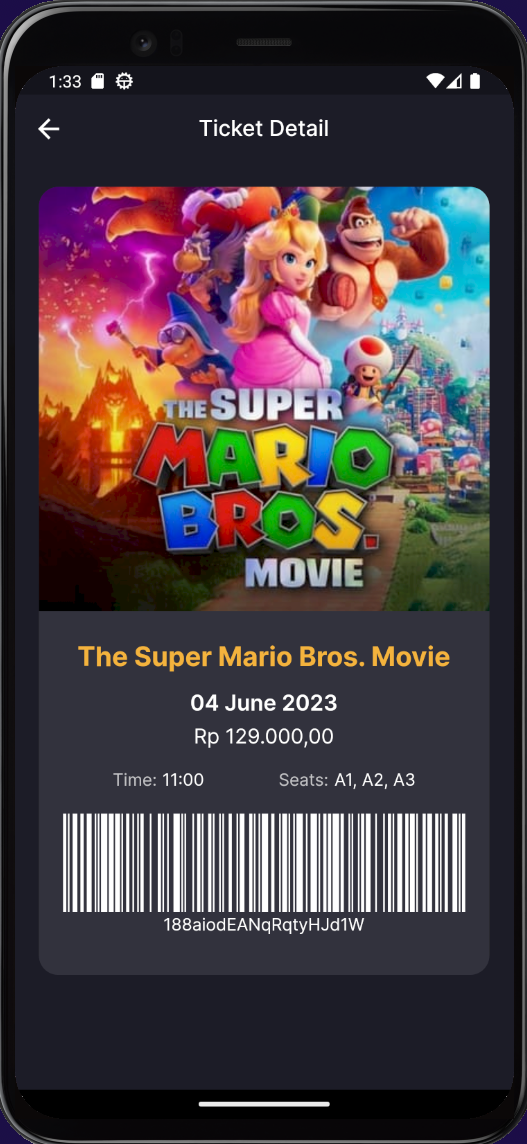 1:33
Ticket Detail
THE SUPER
MARIO
BROS.
MOVIE
The Super Mario Bros. Movie
04 June 2023
Rp 129.000,00
Time: 11:00 Seats: A1, A2, A3
188aiodEANqRqtyHJd1W